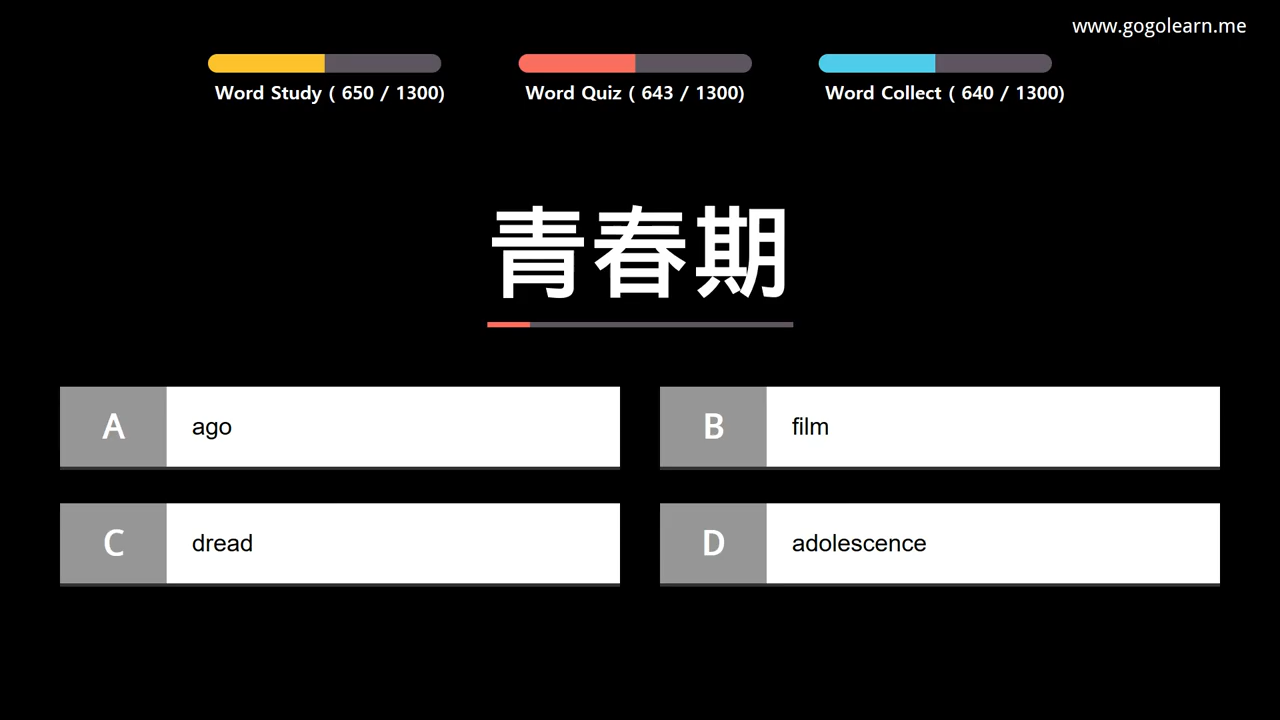 www.gogolearn.me
Word Study ( 650 / 1300)
Word Quiz ( 643 / 1300)
Word Collect ( 640 / 1300)
青春期
A ago
B film
C dread
D adolescence